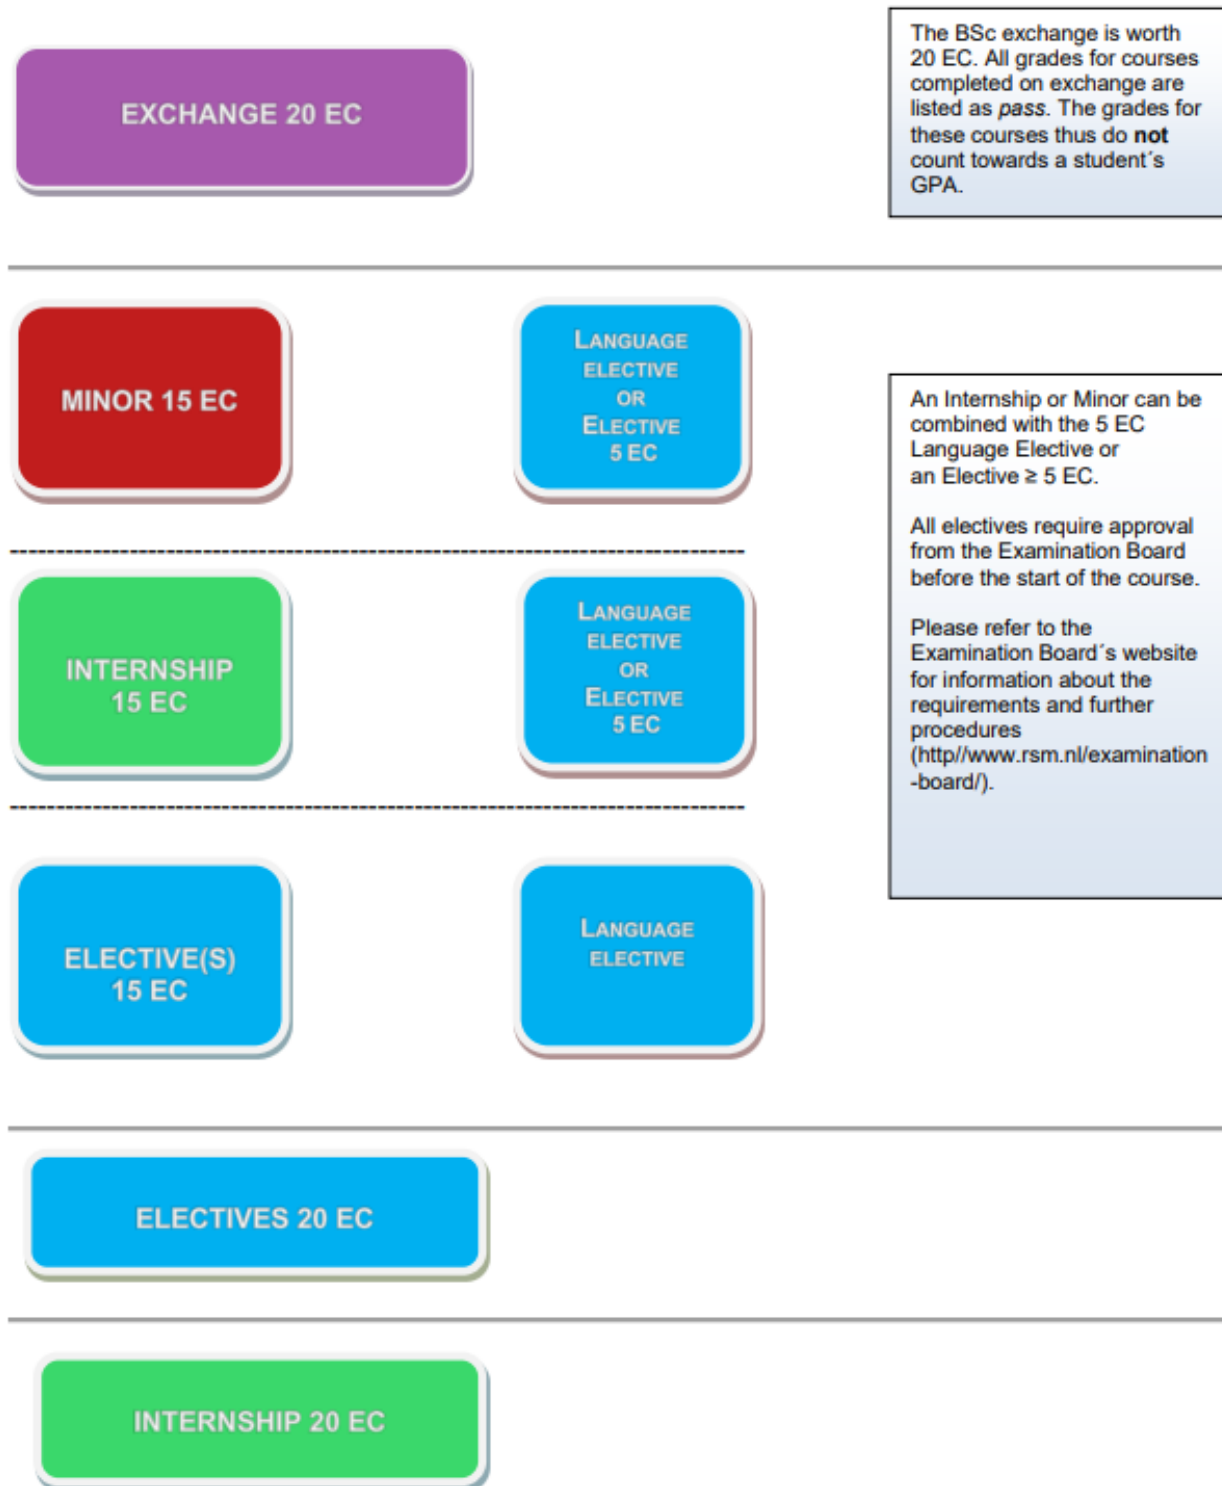 EXCHANGE 20 EC
The BSc exchange is worth
20 EC. All grades for courses
completed on exchange are
listed as pass. The grades for
these courses thus do not
count towards a student´s
GPA.
MINOR 15 EC
LANGUAGE
ELECTIVE
OR
ELECTIVE
5 EC
An Internship or Minor can be
combined with the 5 EC
Language Elective or
an Elective ≥ 5 EC.
All electives require approval
from the Examination Board
before the start of the course.
Please refer to the
Examination Board´s website
for information about the
requirements and further
procedures
(http//www.rsm.nl/examination
-board/).
INTERNSHIP
15 EC
LANGUAGE
ELECTIVE
OR
ELECTIVE
5 EC
ELECTIVE(S)
15 EC
LANGUAGE
ELECTIVE
ELECTIVES 20 EC
INTERNSHIP 20 EC